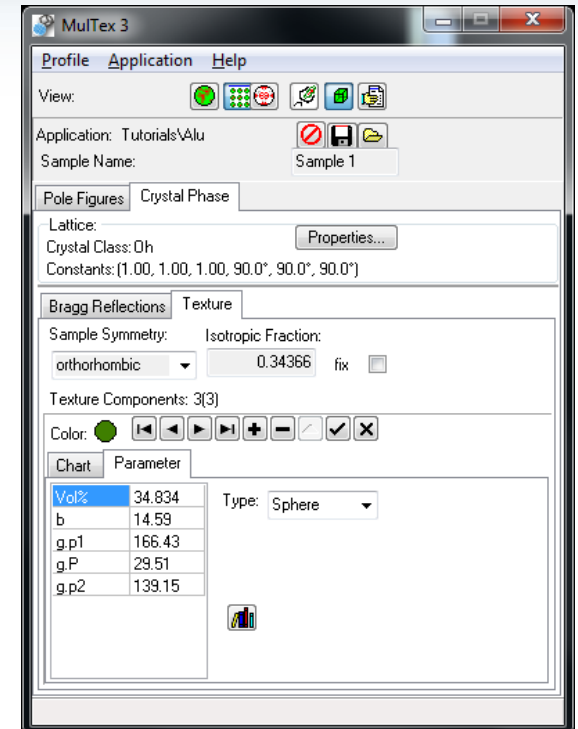 MulTex 3
Profile Application Help
View:
Application: Tutorials\Alu
Sample Name: Sample 1
Pole Figures Crystal Phase
Lattice:
Crystal Class: Oh Properties...
Constants: (1.00, 1.00, 1.00, 90.0°, 90.0°, 90.0°)
Bragg Reflections Texture
Sample Symmetry: Isotropic Fraction:
orthorhombic 0.34366 fix
Texture Components: 3(3)
Color:
Chart Parameter
Vol% 34.834 Type: Sphere
b 14.59
g.p1 166.43
g.P 29.51
g.p2 139.15